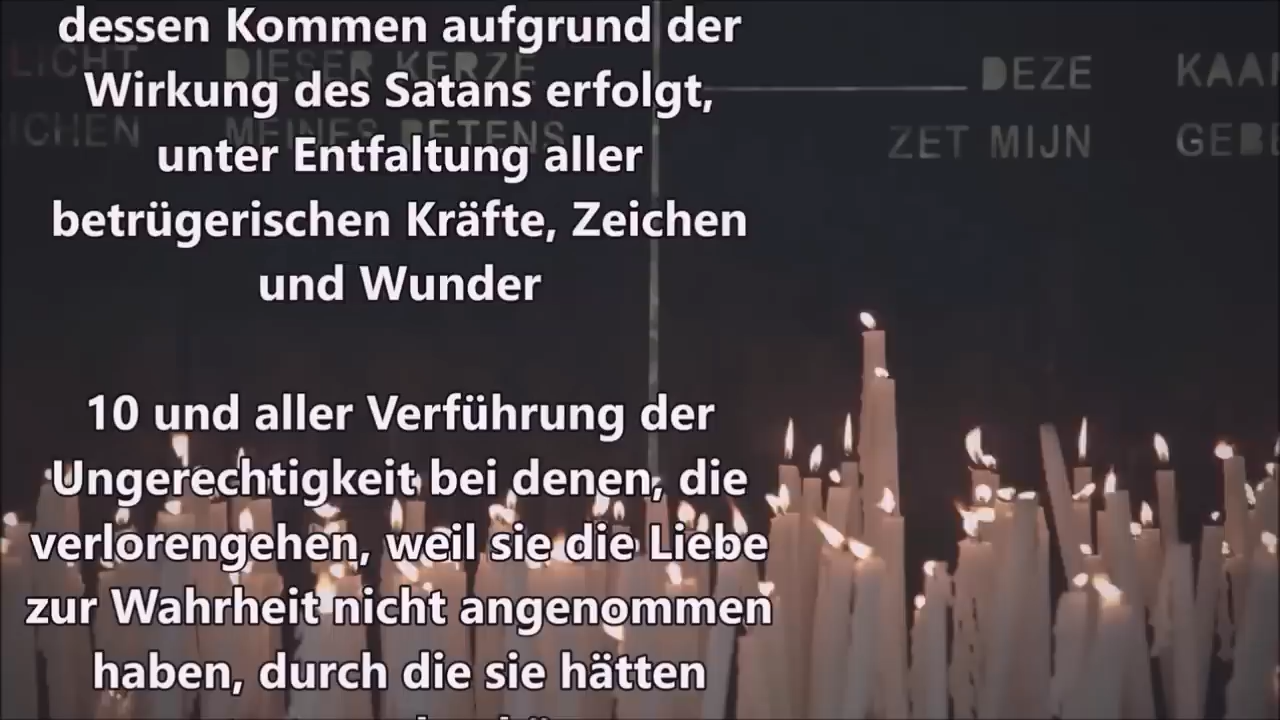 dessen Kommen aufgrund der
Wirkung des Satans erfolgt,
unter Entfaltung aller
betrügerischen Kräfte, Zeichen
und Wunder
10 und aller Verführung der
Ungerechtigkeit bei denen, die
verlorengehen, weil sie die Liebe
zur Wahrheit nicht angenommen
haben, durch die sie hätten
LICHT DIESER KERZE
MEINES BETENS
DEZE
ZET MIJN